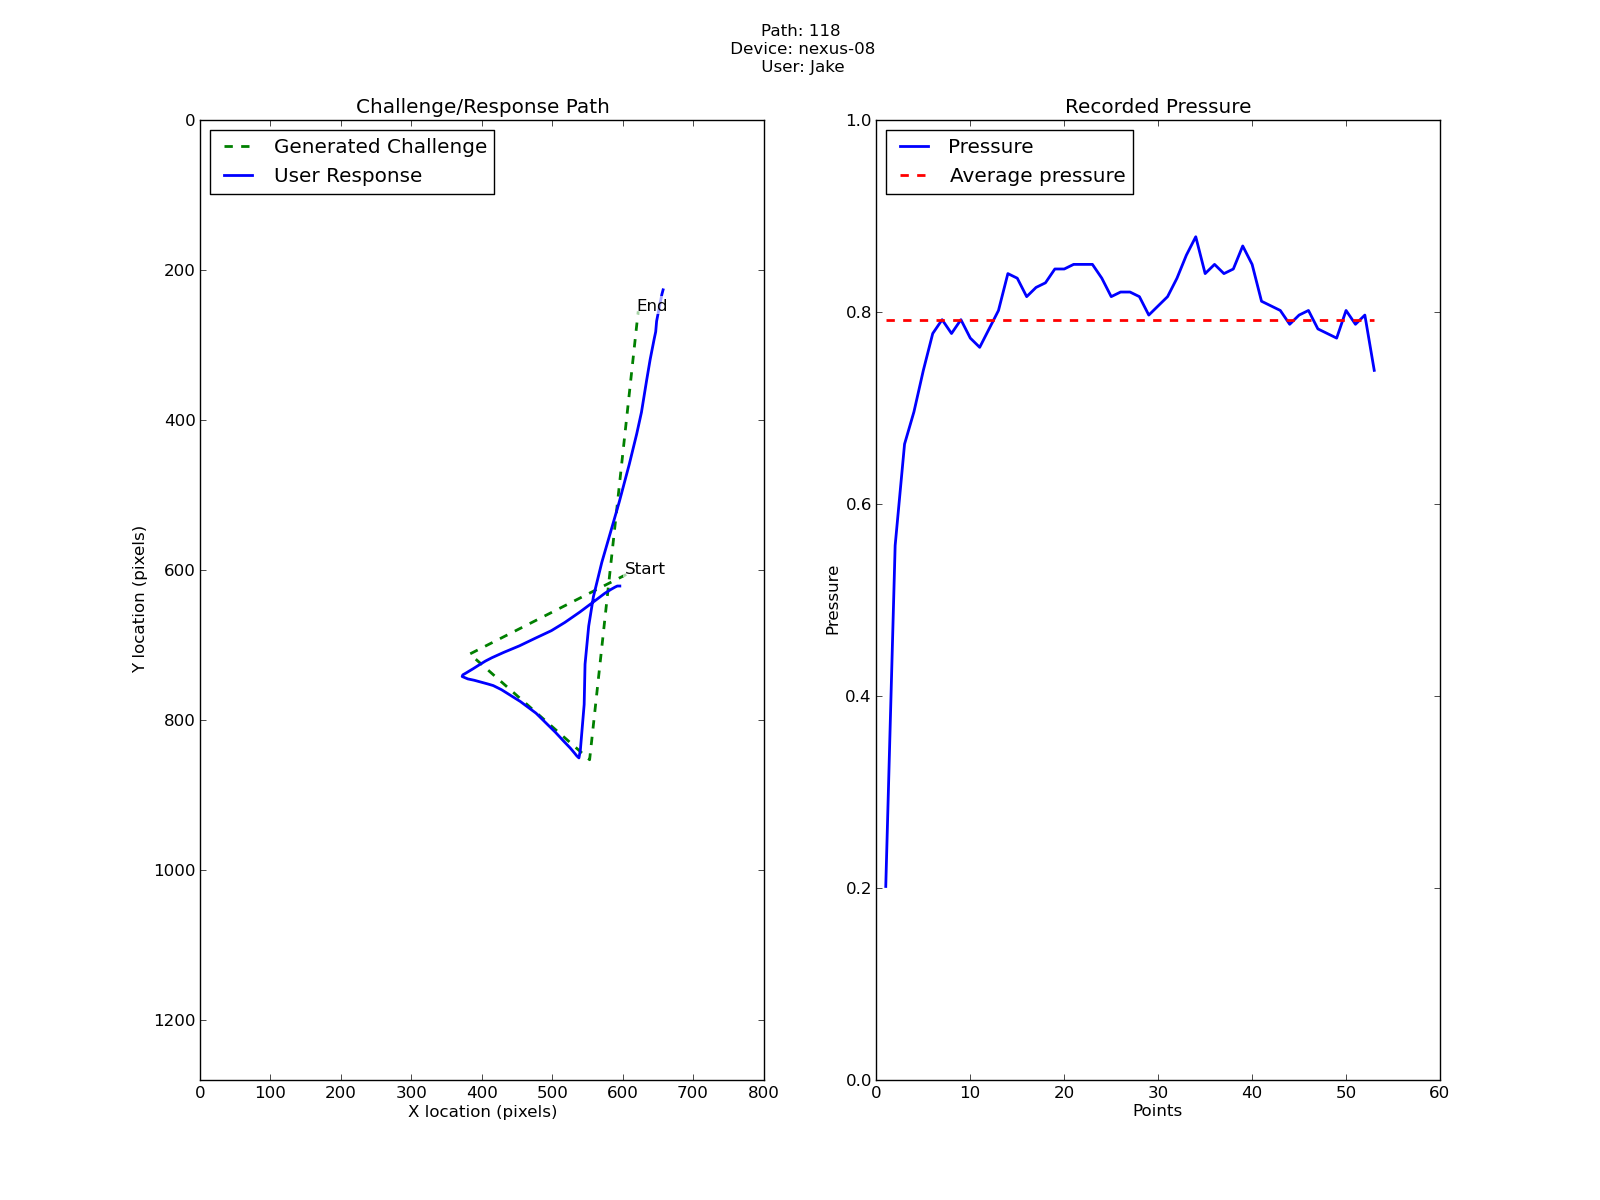 Path: 118
Device: nexus-08
User: Jake
Challenge/Response Path
Generated Challenge
User Response
End
Start
0
200
400
600
800
1000
1200
Y location (pixels)
0 100 200 300 400 500 600 700 800
X location (pixels)
Recorded Pressure
Pressure
Average pressure
1.0
0.8
0.6
0.4
0.2
0.0
Pressure
0 10 20 30 40 50 60
Points